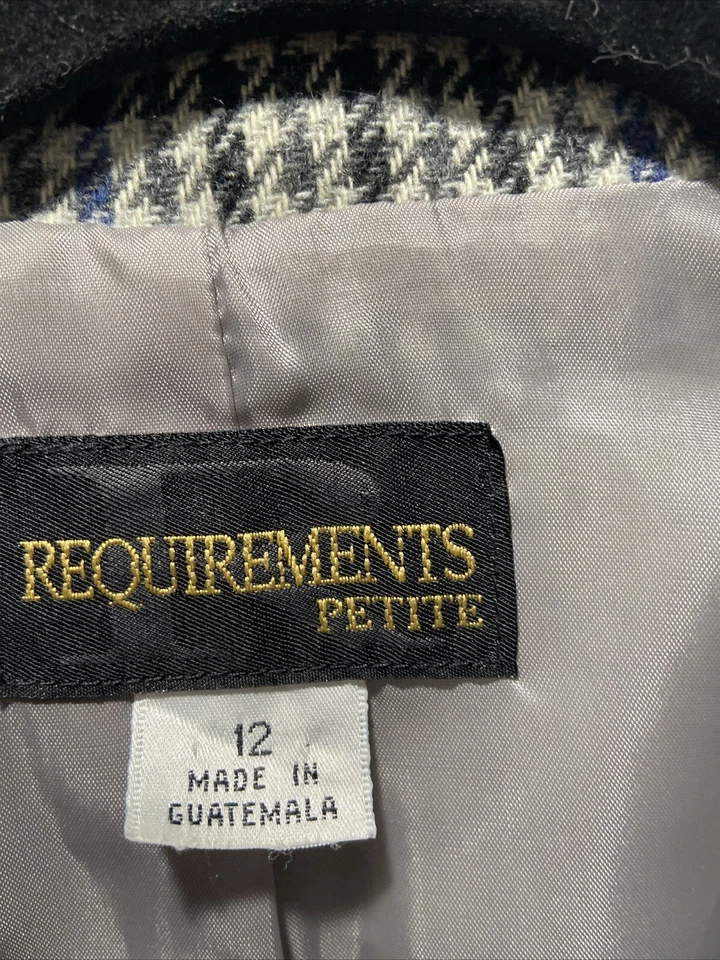 REQUIREMENTS
PETITE
12
MADE IN
GUATEMALA